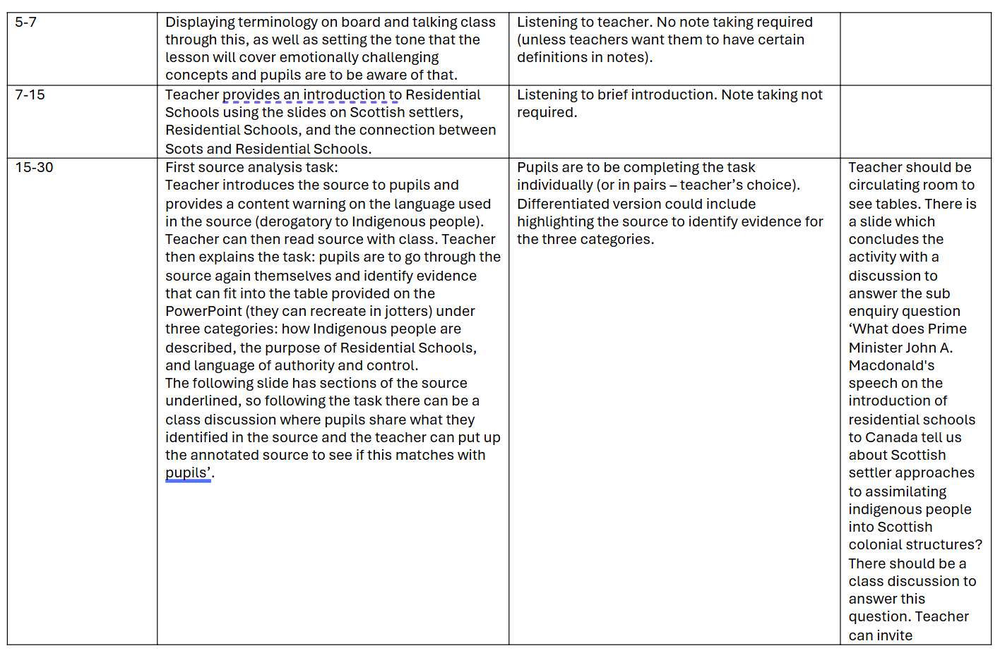 5-7
Displaying terminology on board and talking class
through this, as well as setting the tone that the
lesson will cover emotionally challenging
concepts and pupils are to be aware of that.
Listening to teacher. No note taking required
(unless teachers want them to have certain
definitions in notes).
7-15
Teacher provides an introduction to Residential
Schools using the slides on Scottish settlers,
Residential Schools, and the connection between
Scots and Residential Schools.
Listening to brief introduction. Note taking not
required.
15-30
First source analysis task:
Teacher introduces the source to pupils and
provides a content warning on the language used
in the source (derogatory to Indigenous people).
Teacher can then read source with class. Teacher
then explains the task: pupils are to go through the
source again themselves and identify evidence
that can fit into the table provided on the
PowerPoint (they can recreate in jotters) under
three categories: how Indigenous people are
described, the purpose of Residential Schools,
and language of authority and control.
The following slide has sections of the source
underlined, so following the task there can be a
class discussion where pupils share what they
identified in the source and the teacher can put up
the annotated source to see if this matches with
pupils’.
Pupils are to be completing the task
individually (or in pairs – teacher’s choice).
Differentiated version could include
highlighting the source to identify evidence for
the three categories.
Teacher should be
circulating room to
see tables. There is
a slide which
concludes the
activity with a
discussion to
answer the sub
enquiry question
‘What does Prime
Minister John A.
Macdonald's
speech on the
introduction of
residential schools
to Canada tell us
about Scottish
settler approaches
to assimilating
indigenous people
into Scottish
colonial structures?
There should be a
class discussion to
answer this
question. Teacher
can invite